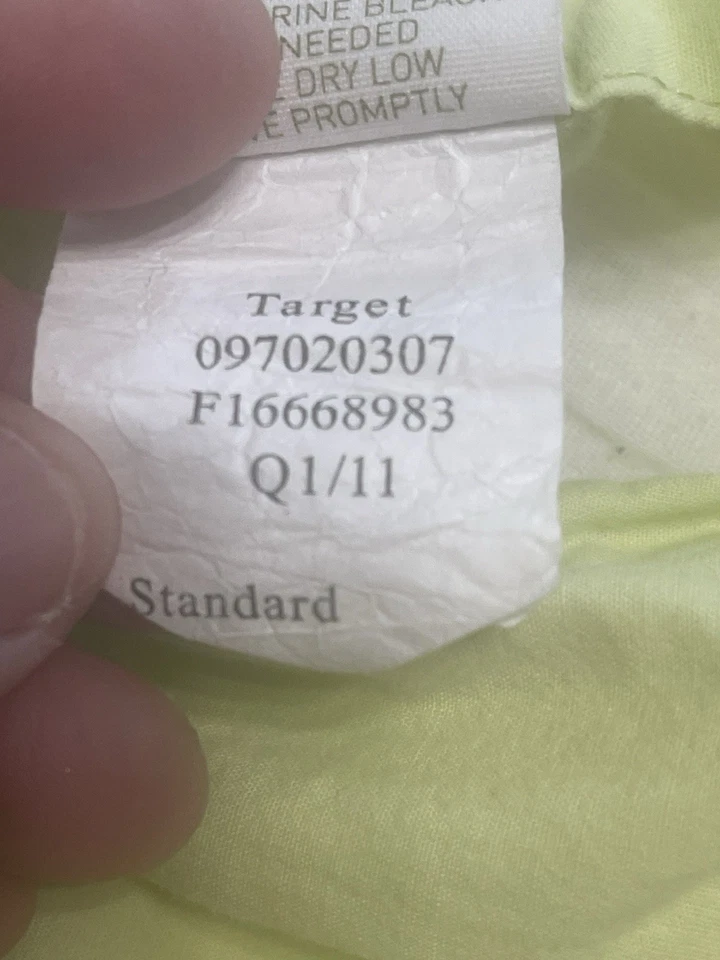 NEEDED
DRY LOW
PROMPTLY
Target
097020307
F16668983
Q1/11
Standard